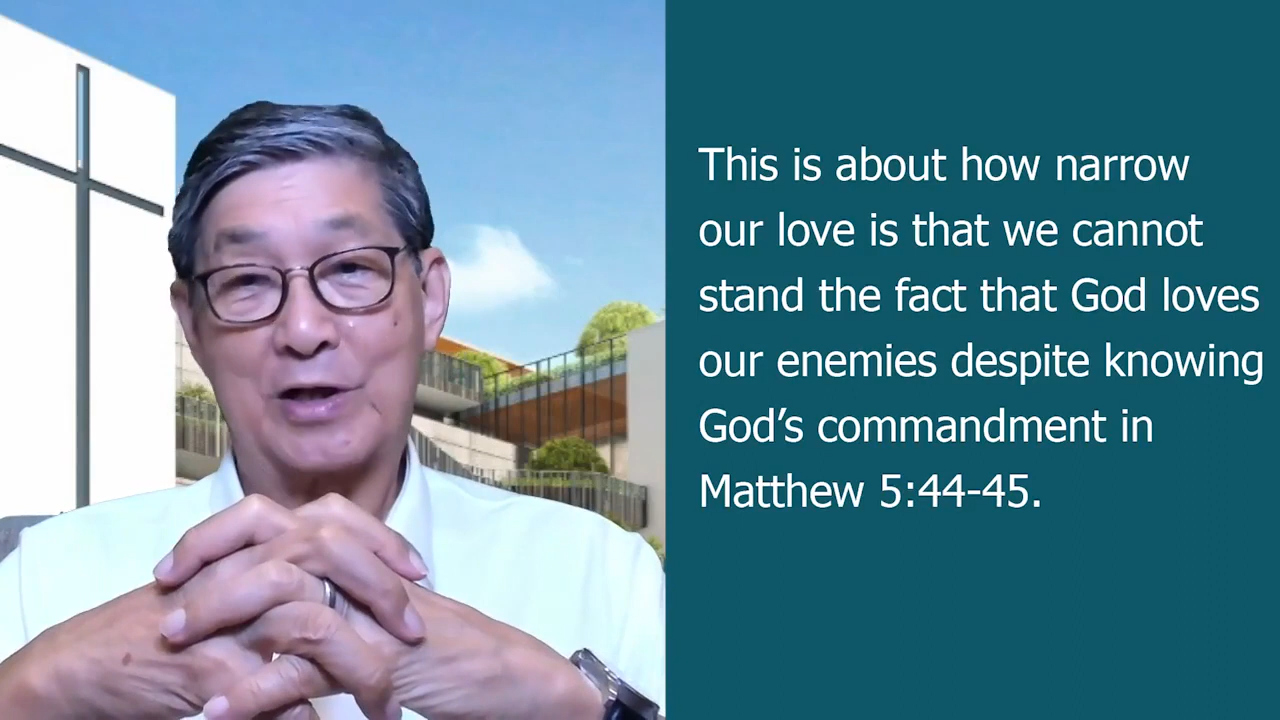 This is about how narrow
our love is that we cannot
stand the fact that God loves
our enemies despite knowing
God’s commandment in
Matthew 5:44-45.